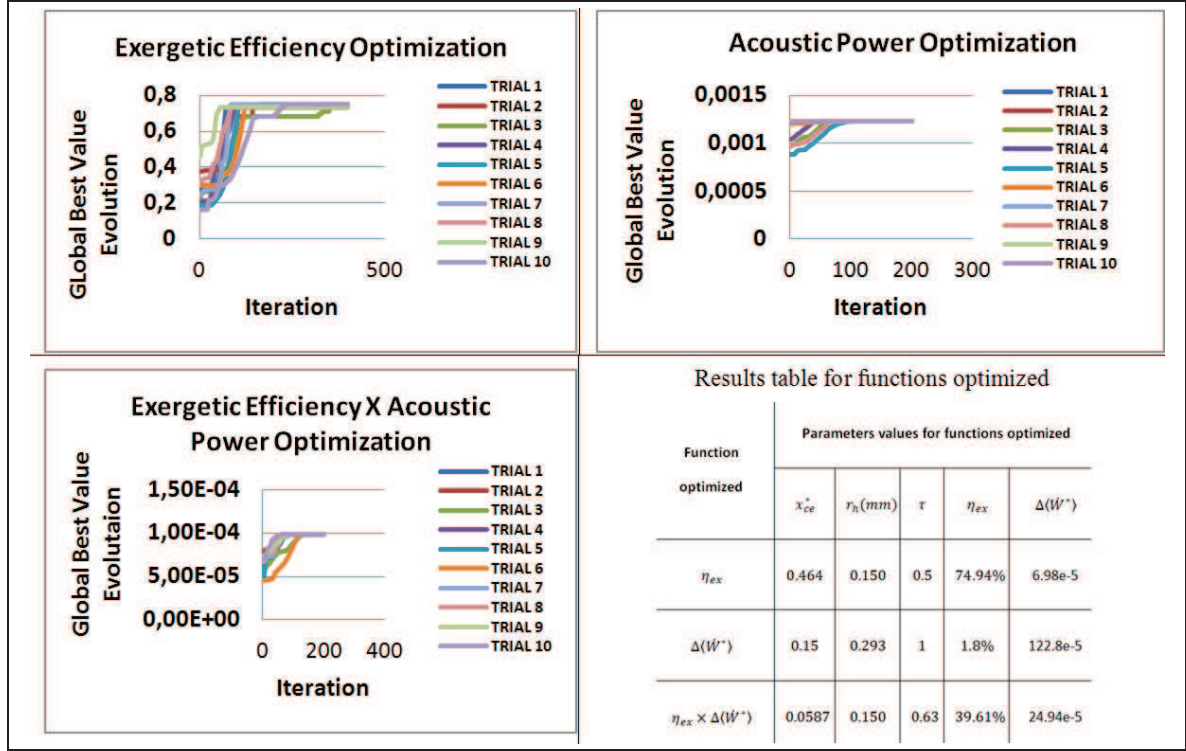 Exergetic Efficiency Optimization
GLobal Best Value
Evolution
0,8
0,6
0,4
0,2
0
0 500
Iteration
TRIAL 1
TRIAL 2
TRIAL 3
TRIAL 4
TRIAL 5
TRIAL 6
TRIAL 7
TRIAL 8
TRIAL 9
TRIAL 10
Acoustic Power Optimization
Global Best Value
Evolution
0,0015
0,001
0,0005
0
0 100 200 300
Iteration
TRIAL 1
TRIAL 2
TRIAL 3
TRIAL 4
TRIAL 5
TRIAL 6
TRIAL 7
TRIAL 8
TRIAL 9
TRIAL 10
Exergetic Efficiency X Acoustic
Power Optimization
Global Best Value
Evolutaion
1,50E-04
1,00E-04
5,00E-05
0,00E+00
0 200 400
Iteration
TRIAL 1
TRIAL 2
TRIAL 3
TRIAL 4
TRIAL 5
TRIAL 6
TRIAL 7
TRIAL 8
TRIAL 9
TRIAL 10
Results table for functions optimized
Function
optimized
Parameters values for functions optimized
x*ce rh(mm) τ ηex Δ⟨Ẇ*⟩
ηex 0.464 0.150 0.5 74.94% 6.98e-5
Δ⟨Ẇ*⟩ 0.15 0.293 1 1.8% 122.8e-5
ηex × Δ⟨Ẇ*⟩ 0.0587 0.150 0.63 39.61% 24.94e-5